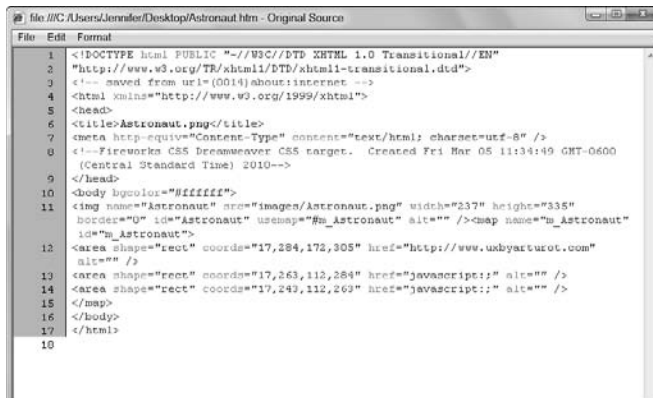 file:///C:/Users/Jennifer/Desktop/Astronaut.htm - Original Source
File Edit Format
1 <!DOCTYPE html PUBLIC "-//W3C//DTD XHTML 1.0 Transitional//EN"
2 "http://www.w3.org/TR/xhtml1/DTD/xhtml1-transitional.dtd">
3 <!-- saved from url=(0014)about:internet -->
4 <html xmlns="http://www.w3.org/1999/xhtml">
5 <head>
6 <title>Astronaut.png</title>
7 <meta http-equiv="Content-Type" content="text/html; charset=utf-8" />
8 <!--Fireworks CS5 Dreamweaver CS5 target.  Created Fri Mar 05 11:34:49 GMT-0600
(Central Standard Time) 2010-->
9 </head>
10 <body bgcolor="#ffffff">
11 <img name="Astronaut" src="images/Astronaut.png" width="237" height="335"
border="0" id="Astronaut" usemap="#m_Astronaut" alt="" /><map name="m_Astronaut"
id="m_Astronaut">
12 <area shape="rect" coords="17,284,172,305" href="http://www.uxbyarturot.com"
alt="" />
13 <area shape="rect" coords="17,263,112,284" href="javascript:;" alt="" />
14 <area shape="rect" coords="17,243,112,263" href="javascript:;" alt="" />
15 </map>
16 </body>
17 </html>
18